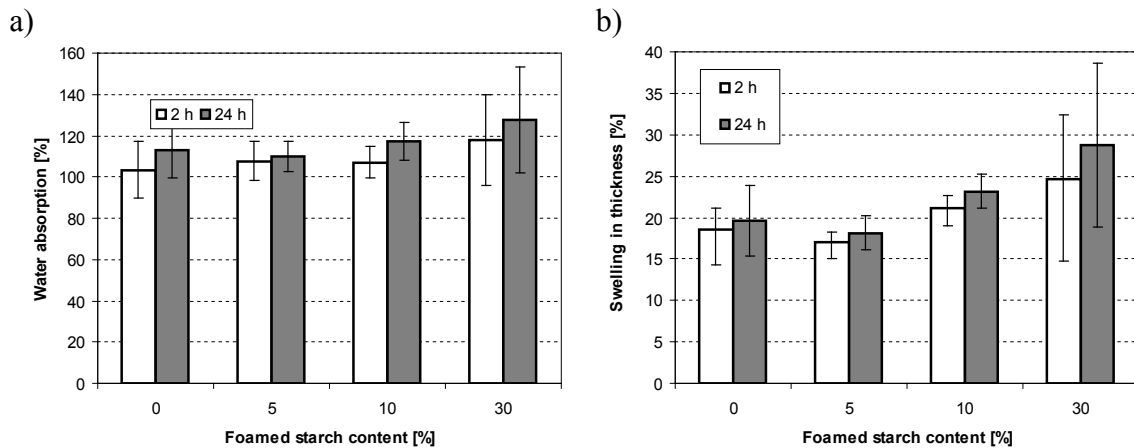 a)
160
140
120
100
80
60
40
20
0
Water absorption [%]
2 h 24 h
0 5 10 30
Foamed starch content [%]
b)
40
35
30
25
20
15
10
5
0
Swelling in thickness [%]
2 h
24 h
0 5 10 30
Foamed starch content [%]